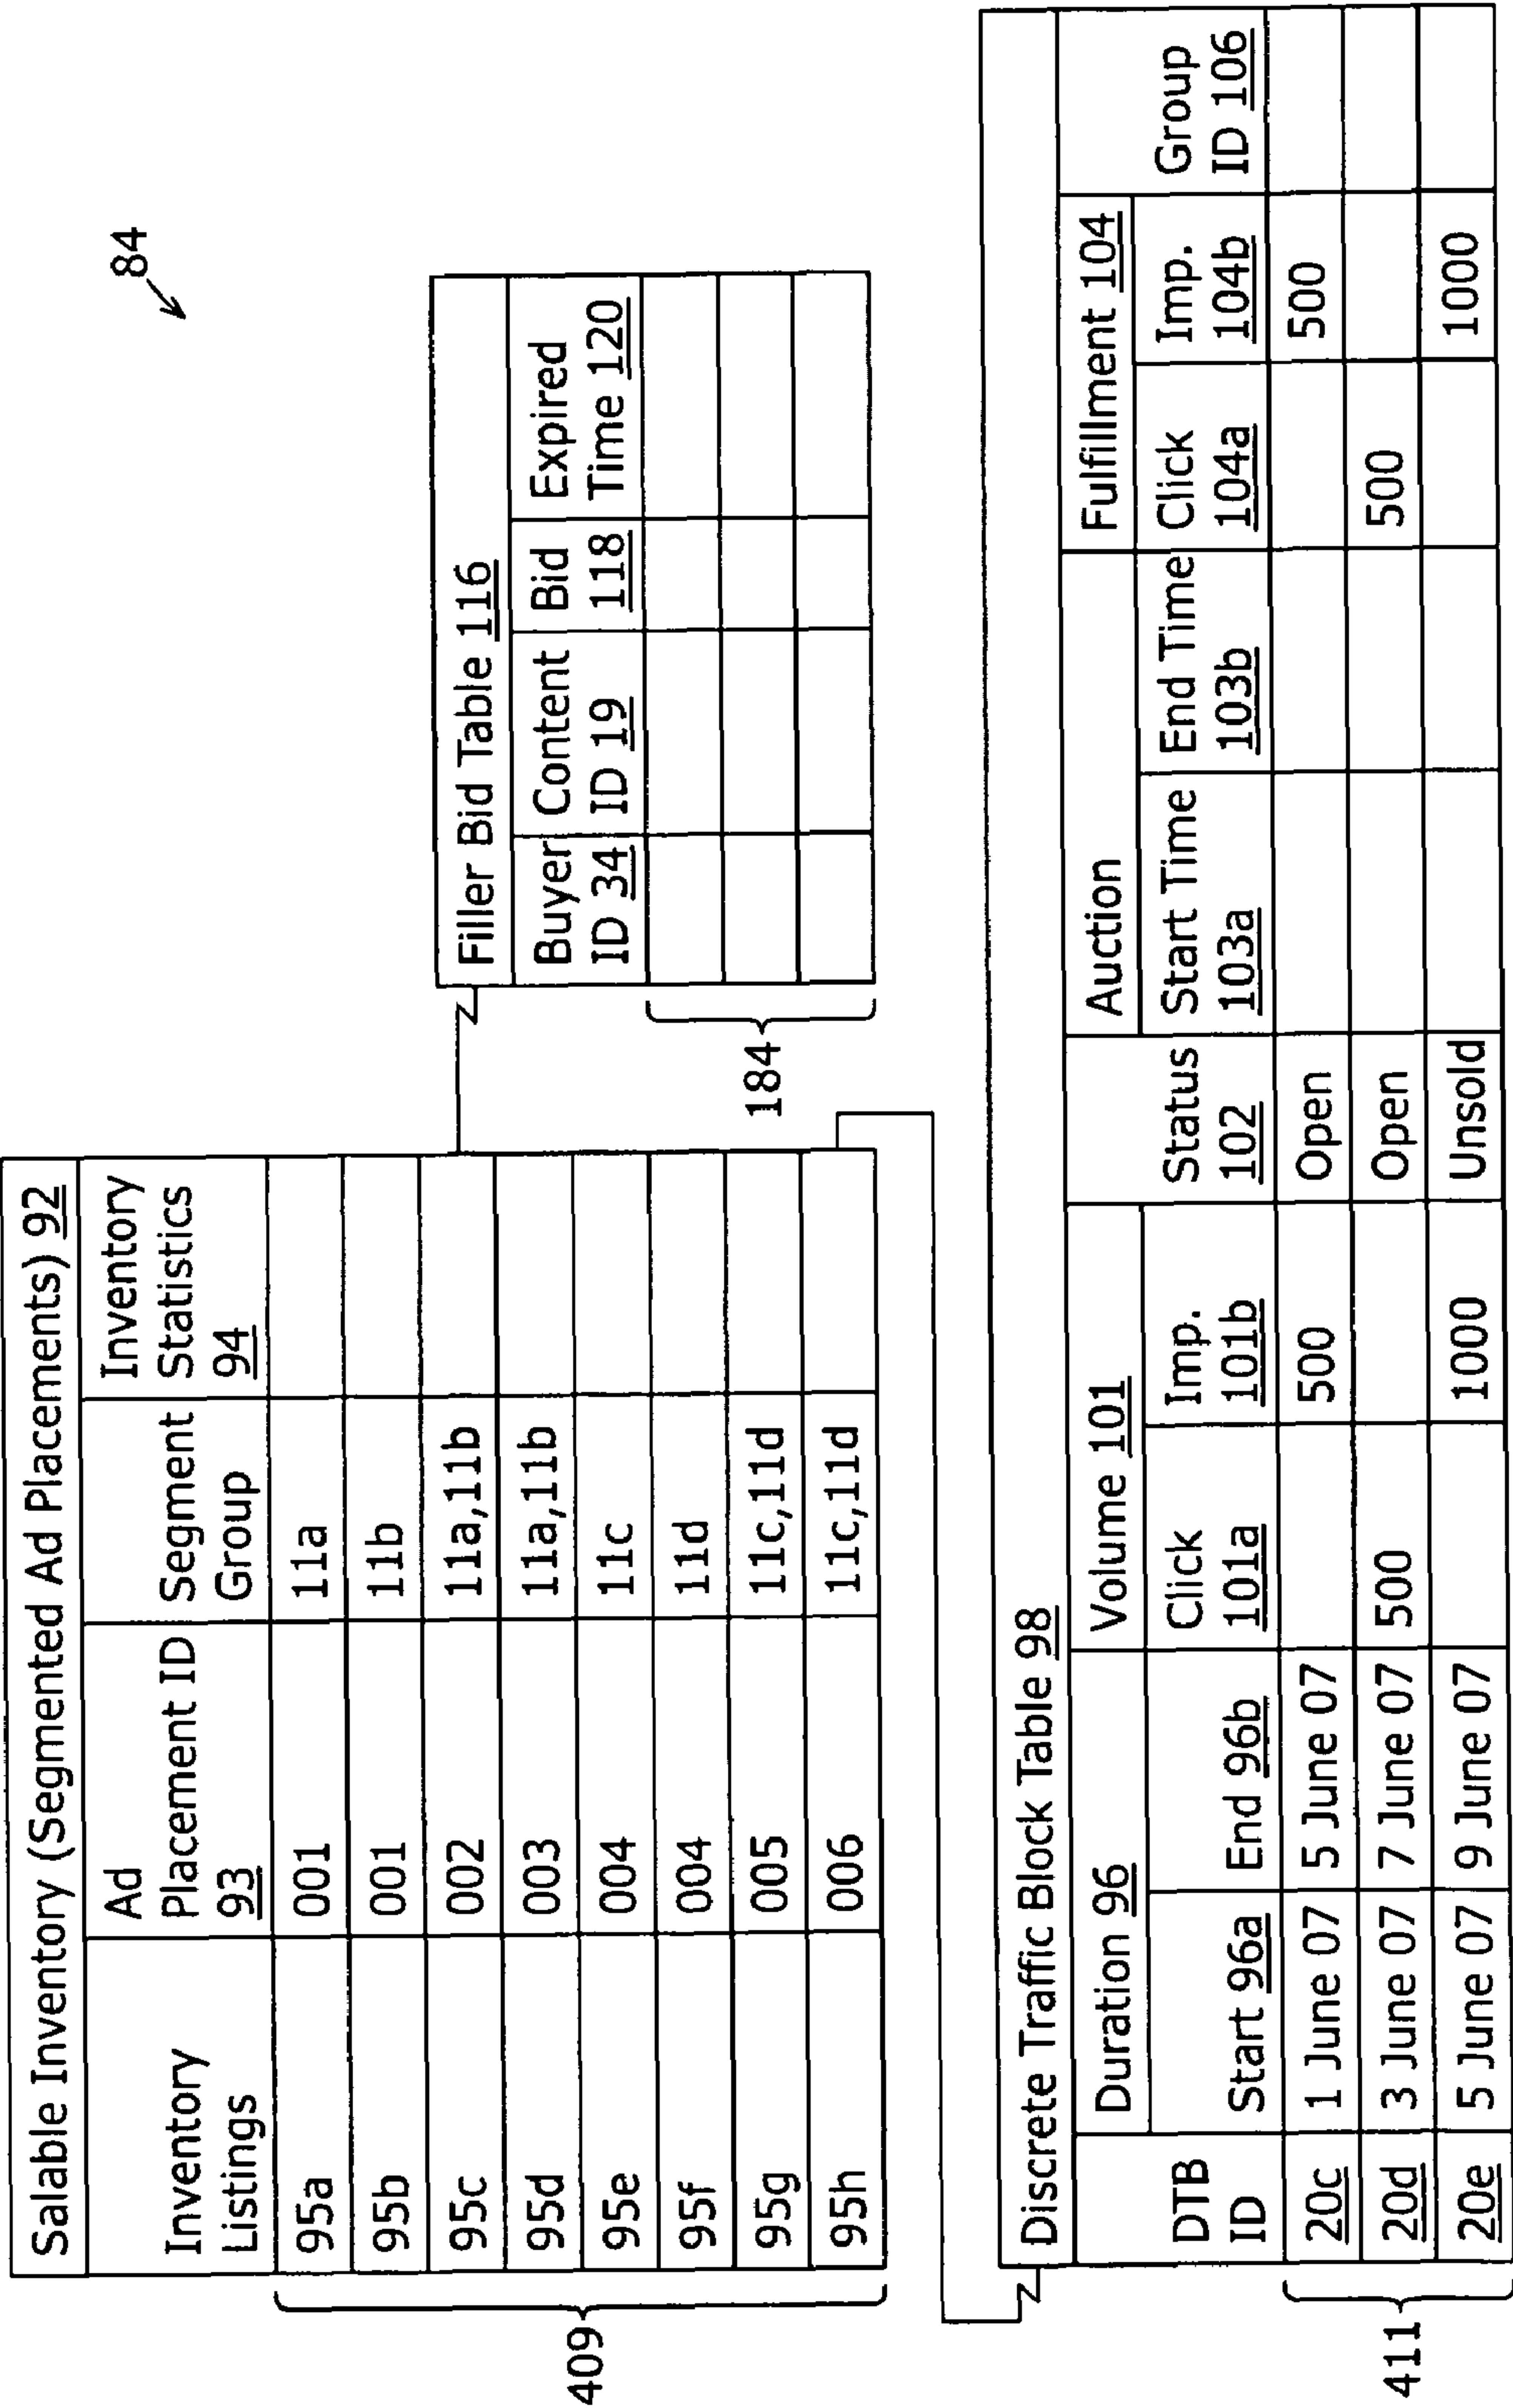 84
Salable Inventory (Segmented Ad Placements) 92
Inventory Listings
Ad Placement ID 93
Segment Group
Inventory Statistics 94
95a 001 11a
95b 001 11b
95c 002 11a,11b
95d 003 11a,11b
95e 004 11c
95f 004 11d
95g 005 11c,11d
95h 006 11c,11d
409
Filler Bid Table 116
Buyer ID 34
Content ID 19
Bid 118
Expired Time 120
184
Discrete Traffic Block Table 98
Duration 96 Volume 101 Auction Fulfillment 104
DTB ID
Start 96a
End 96b
Click 101a
Imp. 101b
Status 102
Start Time 103a
End Time 103b
Click 104a
Imp. 104b
Group ID 106
20c 1 June 07 5 June 07 500 Open 500
20d 3 June 07 7 June 07 500 Open 500
20e 5 June 07 9 June 07 1000 Unsold 1000
411